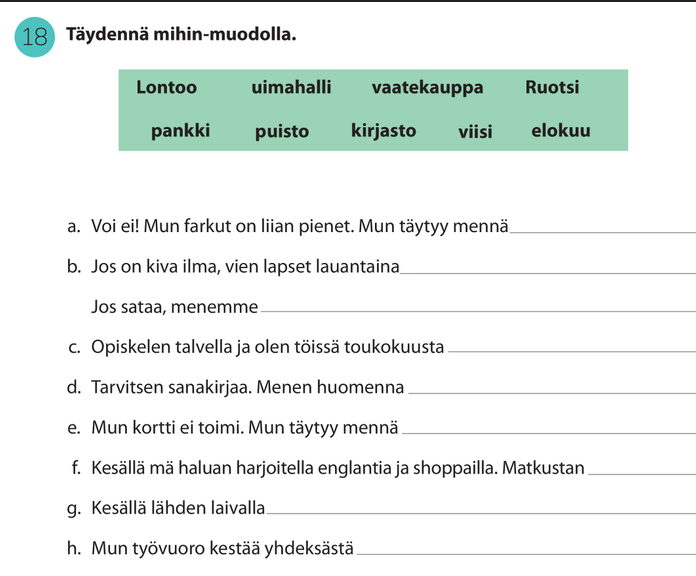 18 Täydennä mihin-muodolla.
Lontoo uimahalli vaatekauppa Ruotsi
pankki puisto kirjasto viisi elokuu
a. Voi ei! Mun farkut on liian pienet. Mun täytyy mennä
b. Jos on kiva ilma, vien lapset lauantaina
Jos sataa, menemme
c. Opiskelen talvella ja olen töissä toukokuusta
d. Tarvitsen sanakirjaa. Menen huomenna
e. Mun kortti ei toimi. Mun täytyy mennä
f. Kesällä mä haluan harjoitella englantia ja shoppailla. Matkustan
g. Kesällä lähden laivalla
h. Mun työvuoro kestää yhdeksästä